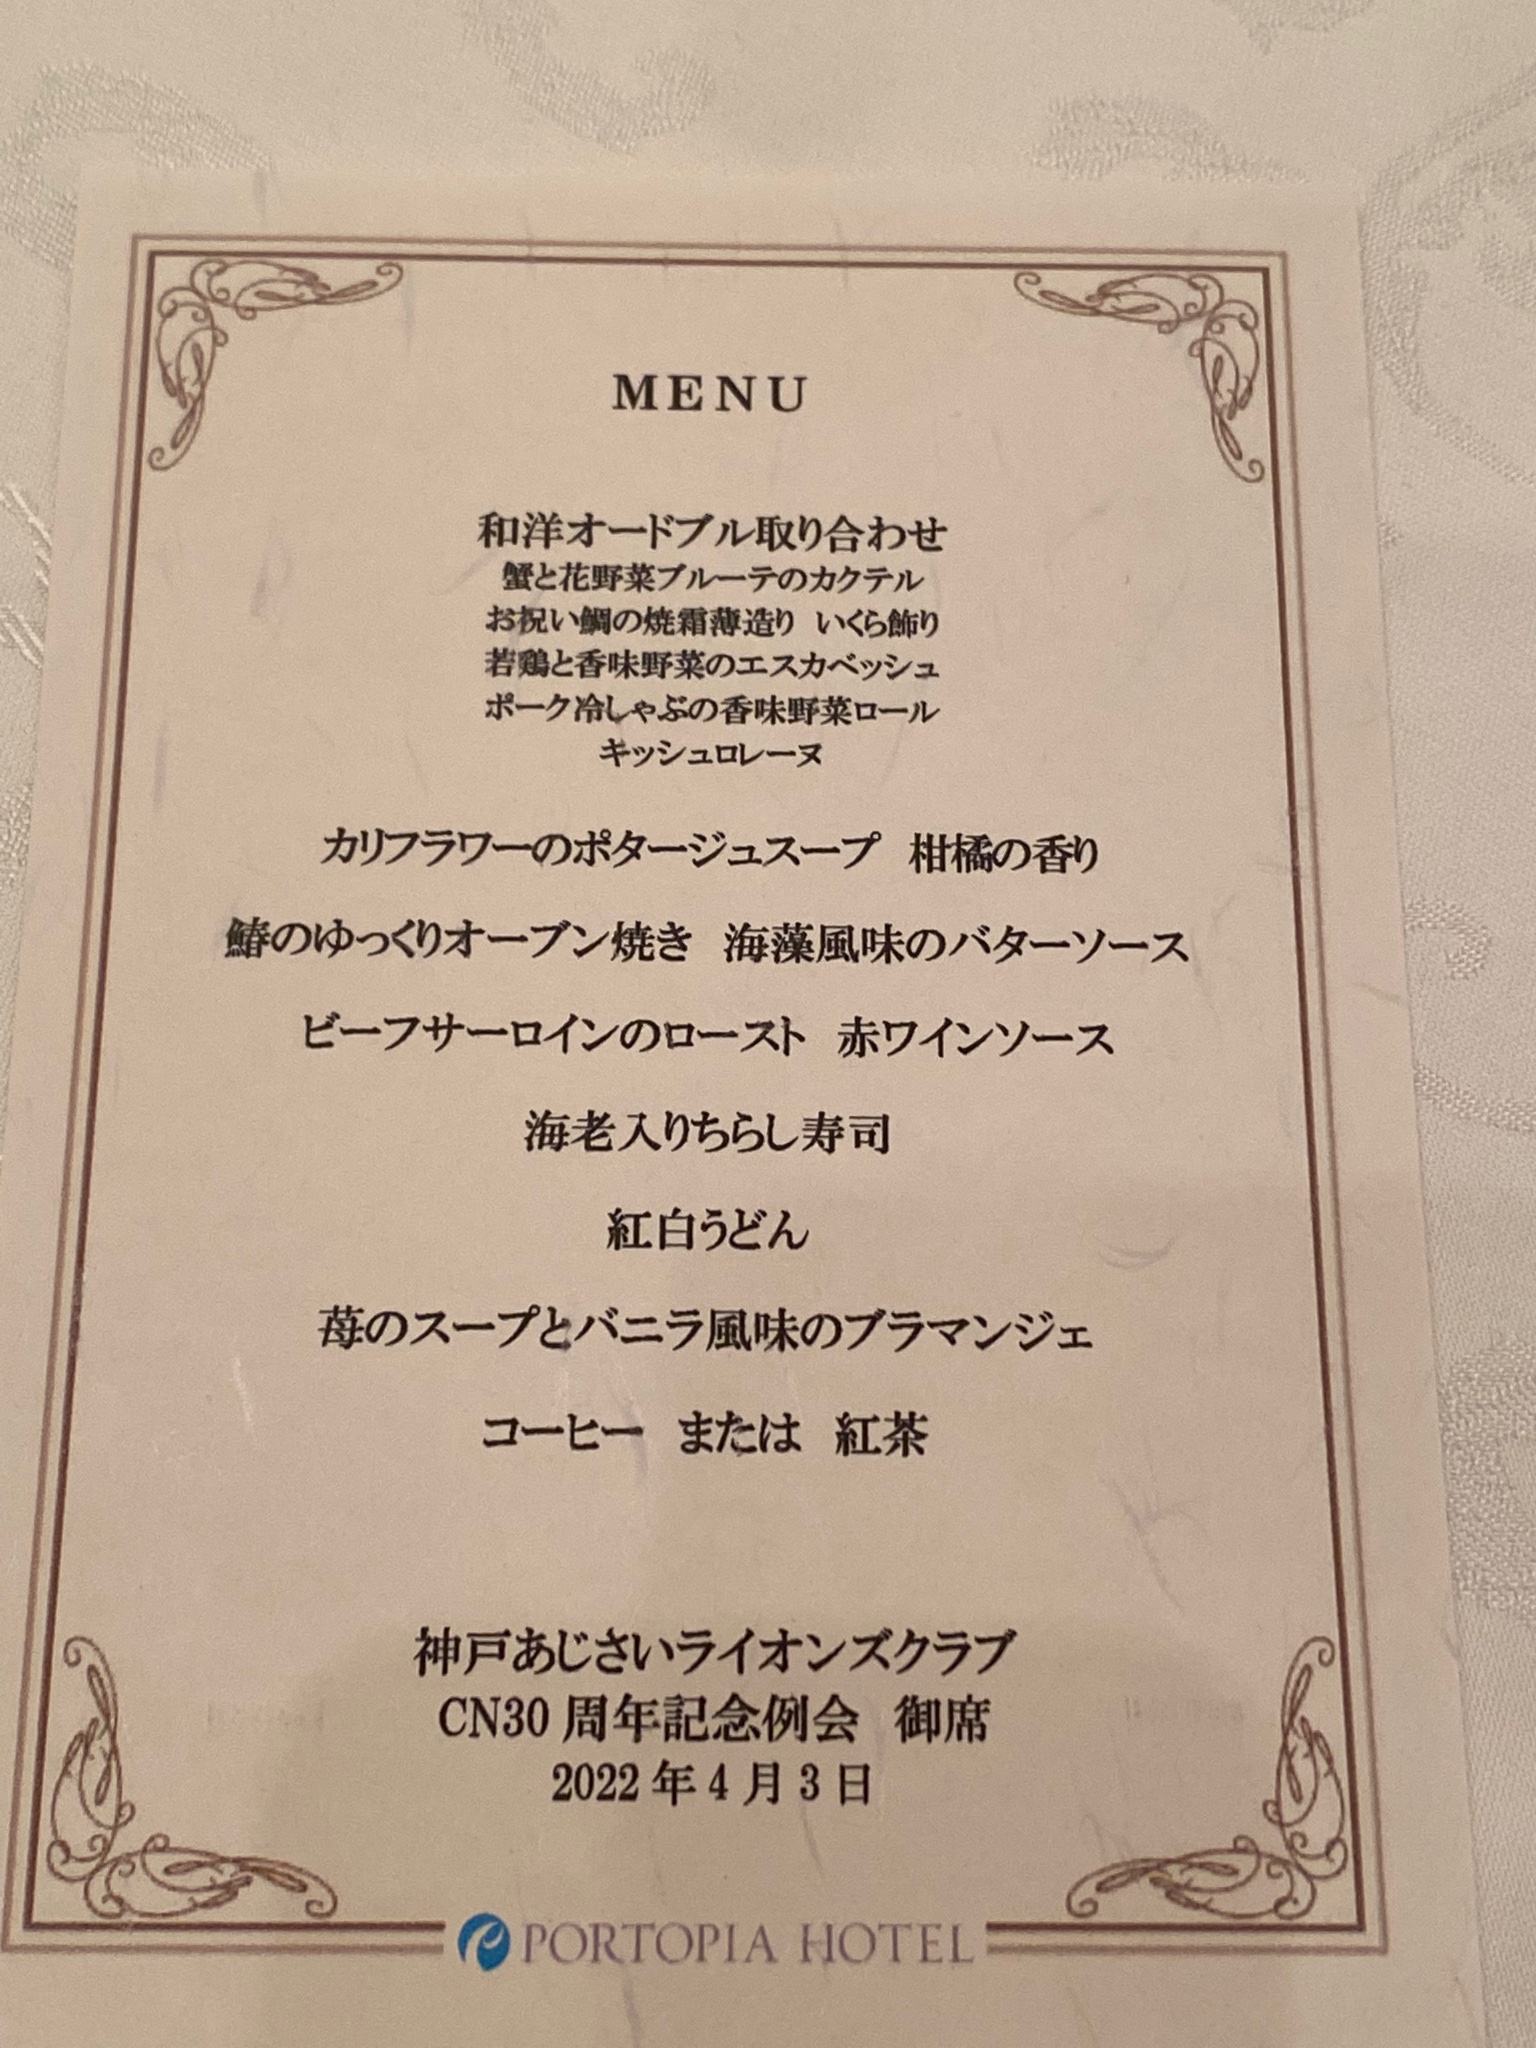 MENU
和洋オードブル取り合わせ
蟹と花野菜ブルーテのカクテル
お祝い鯛の焼霜薄造り　いくら飾り
若鶏と香味野菜のエスカベッシュ
ポーク冷しゃぶの香味野菜ロール
キッシュロレーヌ
カリフラワーのポタージュスープ　柑橘の香り
鰆のゆっくりオーブン焼き　海藻風味のバターソース
ビーフサーロインのロースト　赤ワインソース
海老入りちらし寿司
紅白うどん
苺のスープとバニラ風味のブラマンジェ
コーヒー　または　紅茶
神戸あじさいライオンズクラブ
CN30 周年記念例会　御席
2022 年 4 月 3 日
PORTOPIA HOTEL